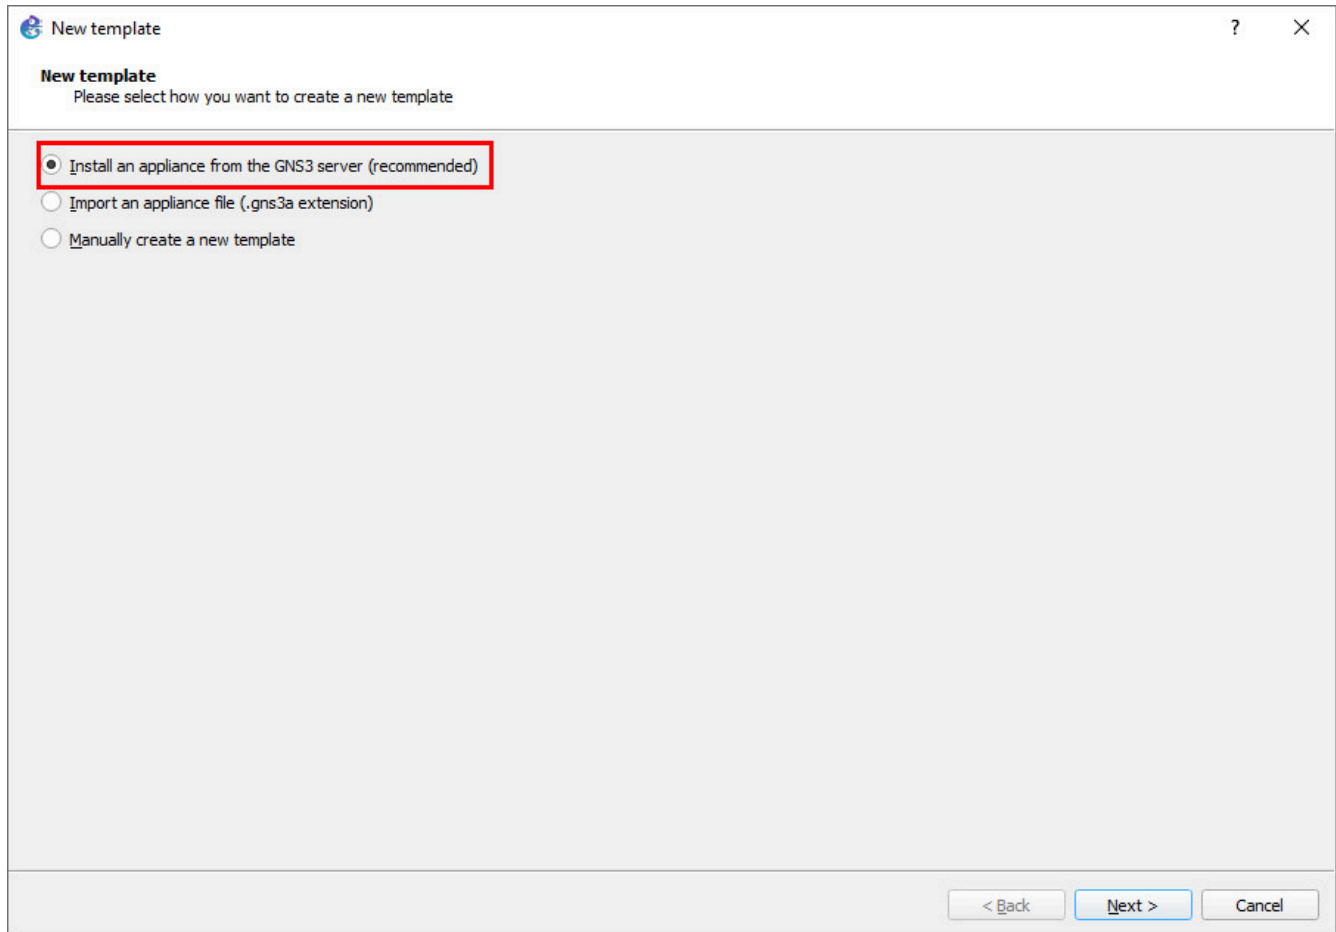 New template
?
New template
Please select how you want to create a new template
Install an appliance from the GNS3 server (recommended)
Import an appliance file (.gns3a extension)
Manually create a new template
< Back
Next >
Cancel